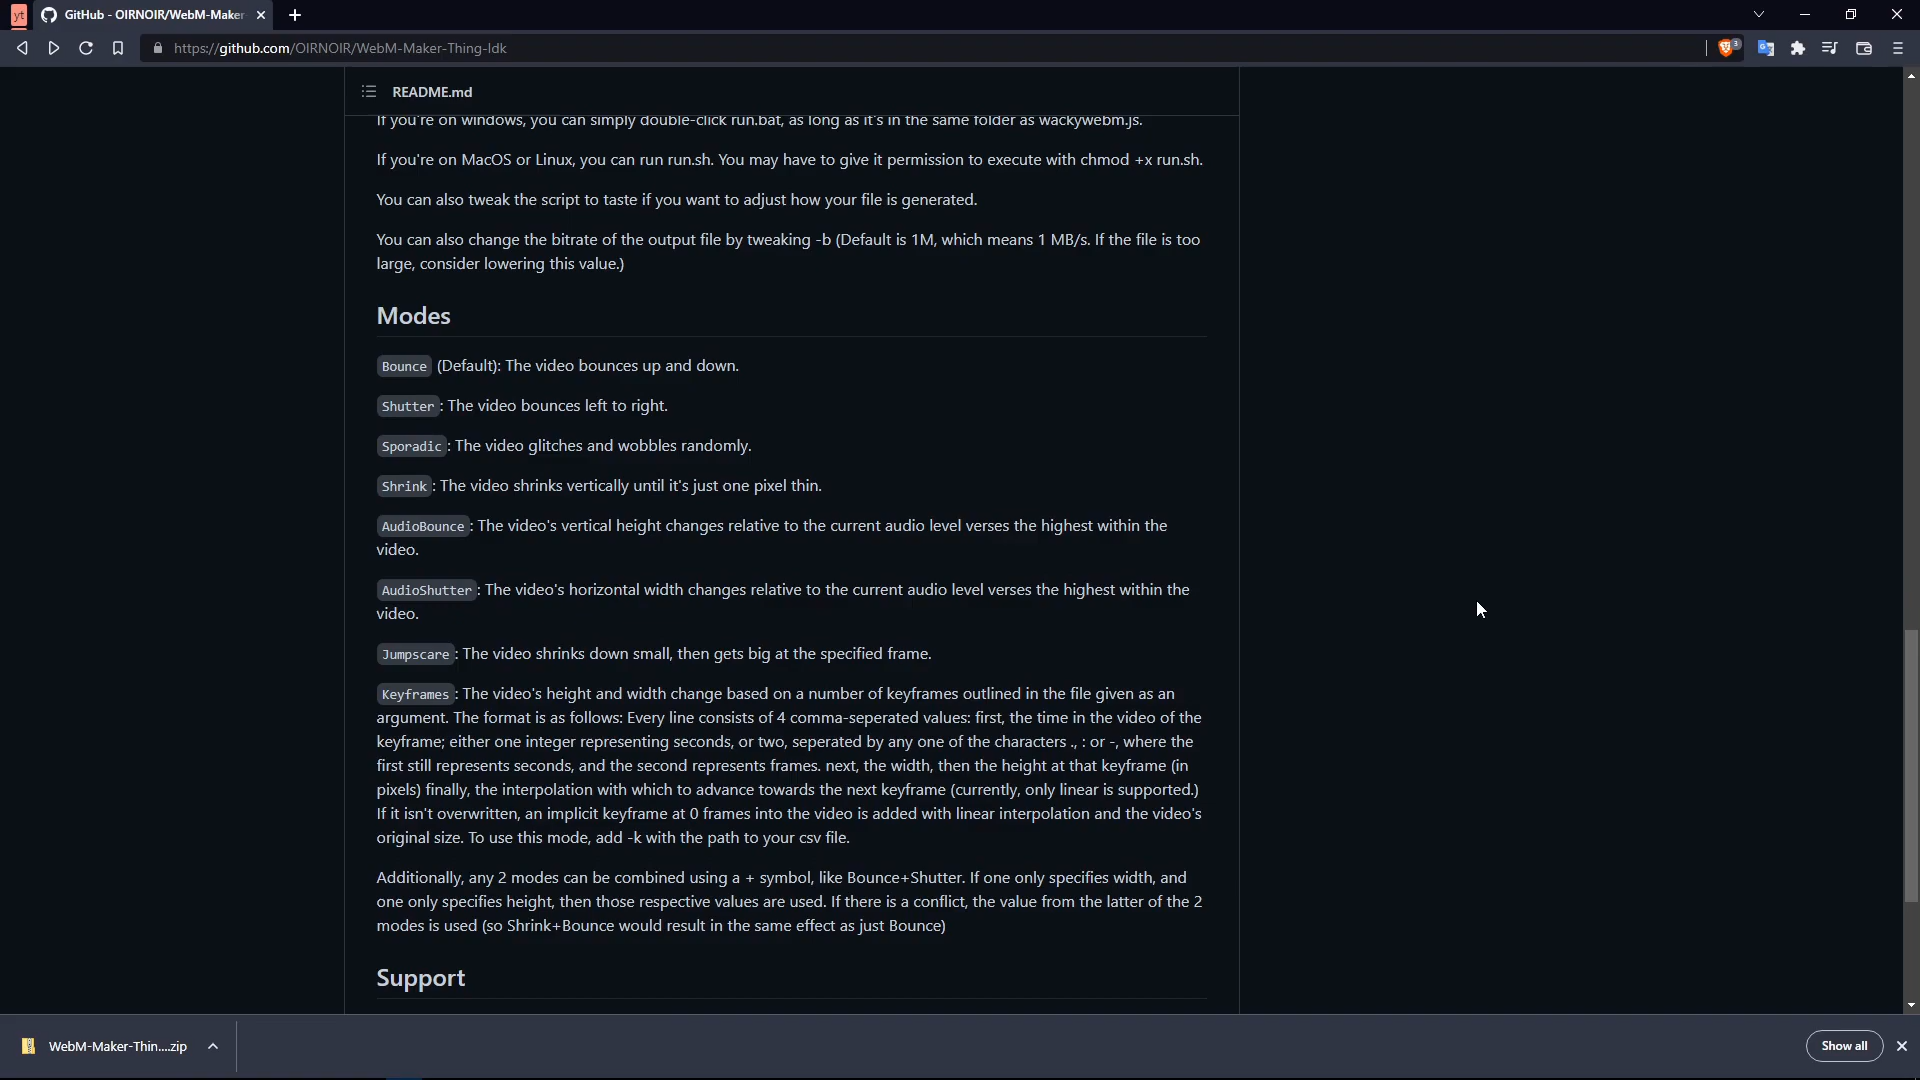 yt
GitHub - OIRNOIR/WebM-Maker
https://github.com/OIRNOIR/WebM-Maker-Thing-Idk
3
README.md
If you're on windows, you can simply double-click run.bat, as long as it's in the same folder as wackywebm.js.
If you're on MacOS or Linux, you can run run.sh. You may have to give it permission to execute with chmod +x run.sh.
You can also tweak the script to taste if you want to adjust how your file is generated.
You can also change the bitrate of the output file by tweaking -b (Default is 1M, which means 1 MB/s. If the file is too
large, consider lowering this value.)
Modes
Bounce (Default): The video bounces up and down.
Shutter: The video bounces left to right.
Sporadic: The video glitches and wobbles randomly.
Shrink: The video shrinks vertically until it's just one pixel thin.
AudioBounce: The video's vertical height changes relative to the current audio level verses the highest within the
video.
AudioShutter: The video's horizontal width changes relative to the current audio level verses the highest within the
video.
Jumpscare: The video shrinks down small, then gets big at the specified frame.
Keyframes: The video's height and width change based on a number of keyframes outlined in the file given as an
argument. The format is as follows: Every line consists of 4 comma-seperated values: first, the time in the video of the
keyframe; either one integer representing seconds, or two, seperated by any one of the characters ., : or -, where the
first still represents seconds, and the second represents frames. next, the width, then the height at that keyframe (in
pixels) finally, the interpolation with which to advance towards the next keyframe (currently, only linear is supported.)
If it isn't overwritten, an implicit keyframe at 0 frames into the video is added with linear interpolation and the video's
original size. To use this mode, add -k with the path to your csv file.
Additionally, any 2 modes can be combined using a + symbol, like Bounce+Shutter. If one only specifies width, and
one only specifies height, then those respective values are used. If there is a conflict, the value from the latter of the 2
modes is used (so Shrink+Bounce would result in the same effect as just Bounce)
Support
WebM-Maker-Thin....zip
Show all